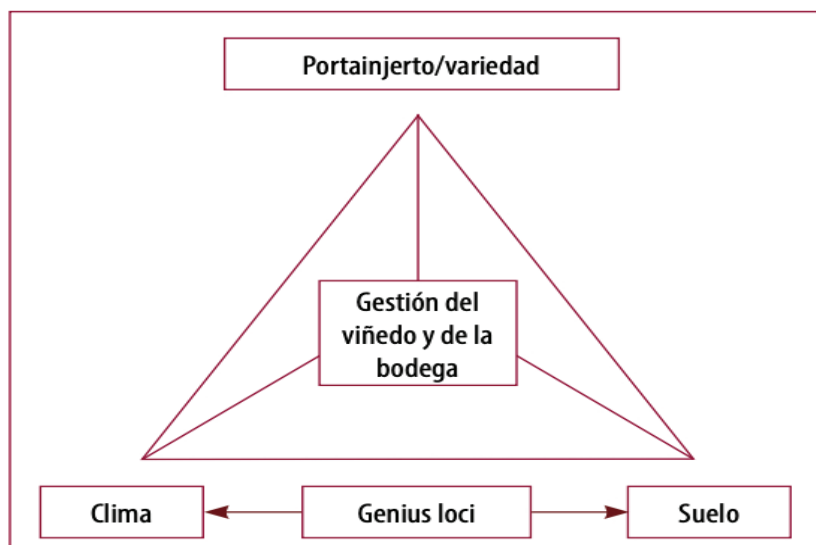 Portainjerto/variedad
Gestión del
viñedo y de la
bodega
Clima
Genius loci
Suelo